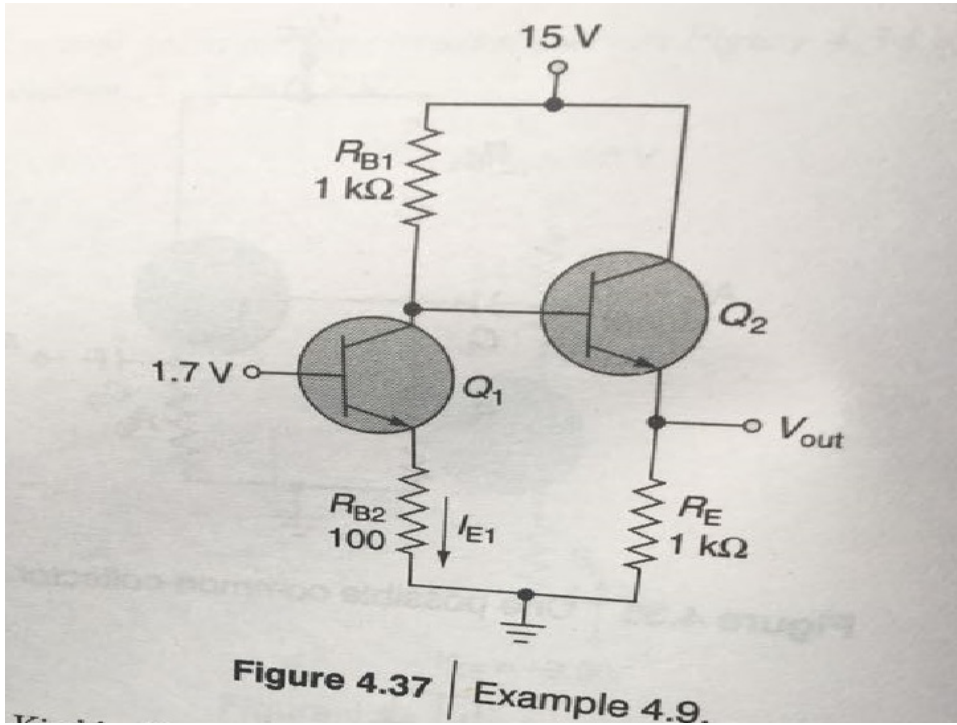 15 V
R_B1
1 kΩ
Q₂
1.7 V
Q₁
V_out
R_B2
100
I_E1
R_E
1 kΩ
Figure 4.37 | Example 4.9.